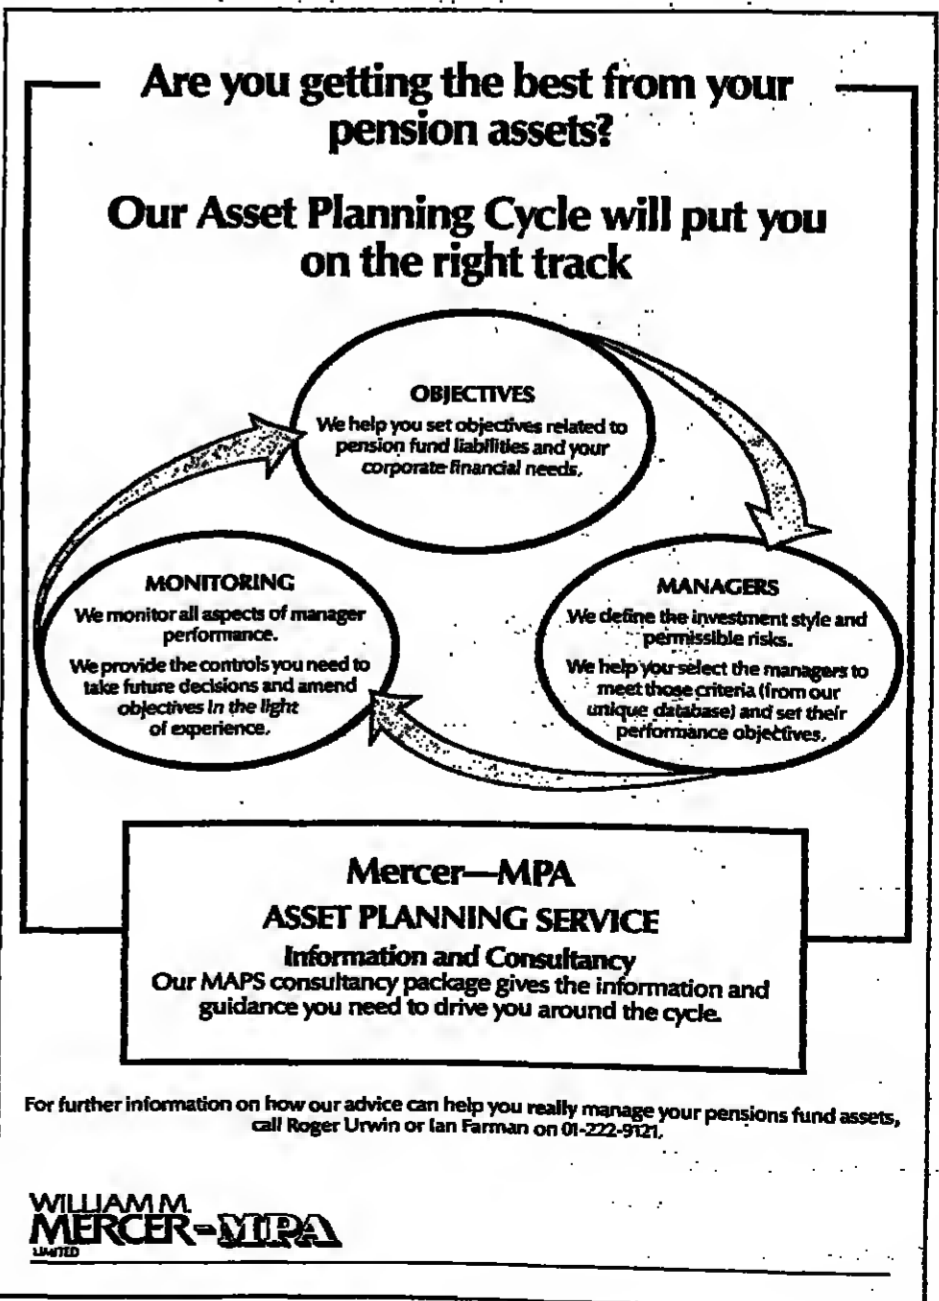 Are you getting the best from your
pension assets?
Our Asset Planning Cycle will put you
on the right track
OBJECTIVES
We help you set objectives related to
pension fund liabilities and your
corporate financial needs.
MANAGERS
We define the investment style and
permissible risks.
We help you select the managers to
meet those criteria (from our
unique database) and set their
performance objectives.
MONITORING
We monitor all aspects of manager
performance.
We provide the controls you need to
take future decisions and amend
objectives in the light
of experience.
Mercer—MPA
ASSET PLANNING SERVICE
Information and Consultancy
Our MAPS consultancy package gives the information and
guidance you need to drive you around the cycle.
For further information on how our advice can help you really manage your pensions fund assets,
call Roger Urwin or Ian Farman on 01-222-9121.
WILLIAM M.
MERCER-MPA
LIMITED